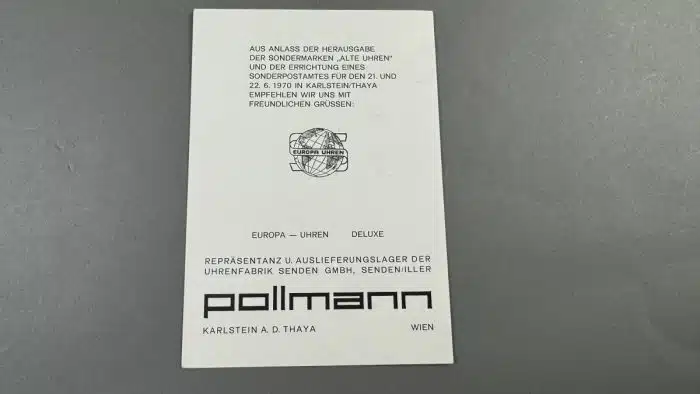 AUS ANLASS DER HERAUSGABE
DER SONDERMARKEN „ALTE UHREN"
UND DER ERRICHTUNG EINES
SONDERPOSTAMTES FÜR DEN 21. UND
22. 6. 1970 IN KARLSTEIN/THAYA
EMPFEHLEN WIR UNS MIT
FREUNDLICHEN GRÜSSEN:
EUROPA UHREN
EUROPA — UHREN DELUXE
REPRÄSENTANZ U. AUSLIEFERUNGSLAGER DER
UHRENFABRIK SENDEN GMBH, SENDEN/ILLER
pollmann
KARLSTEIN A. D. THAYA WIEN